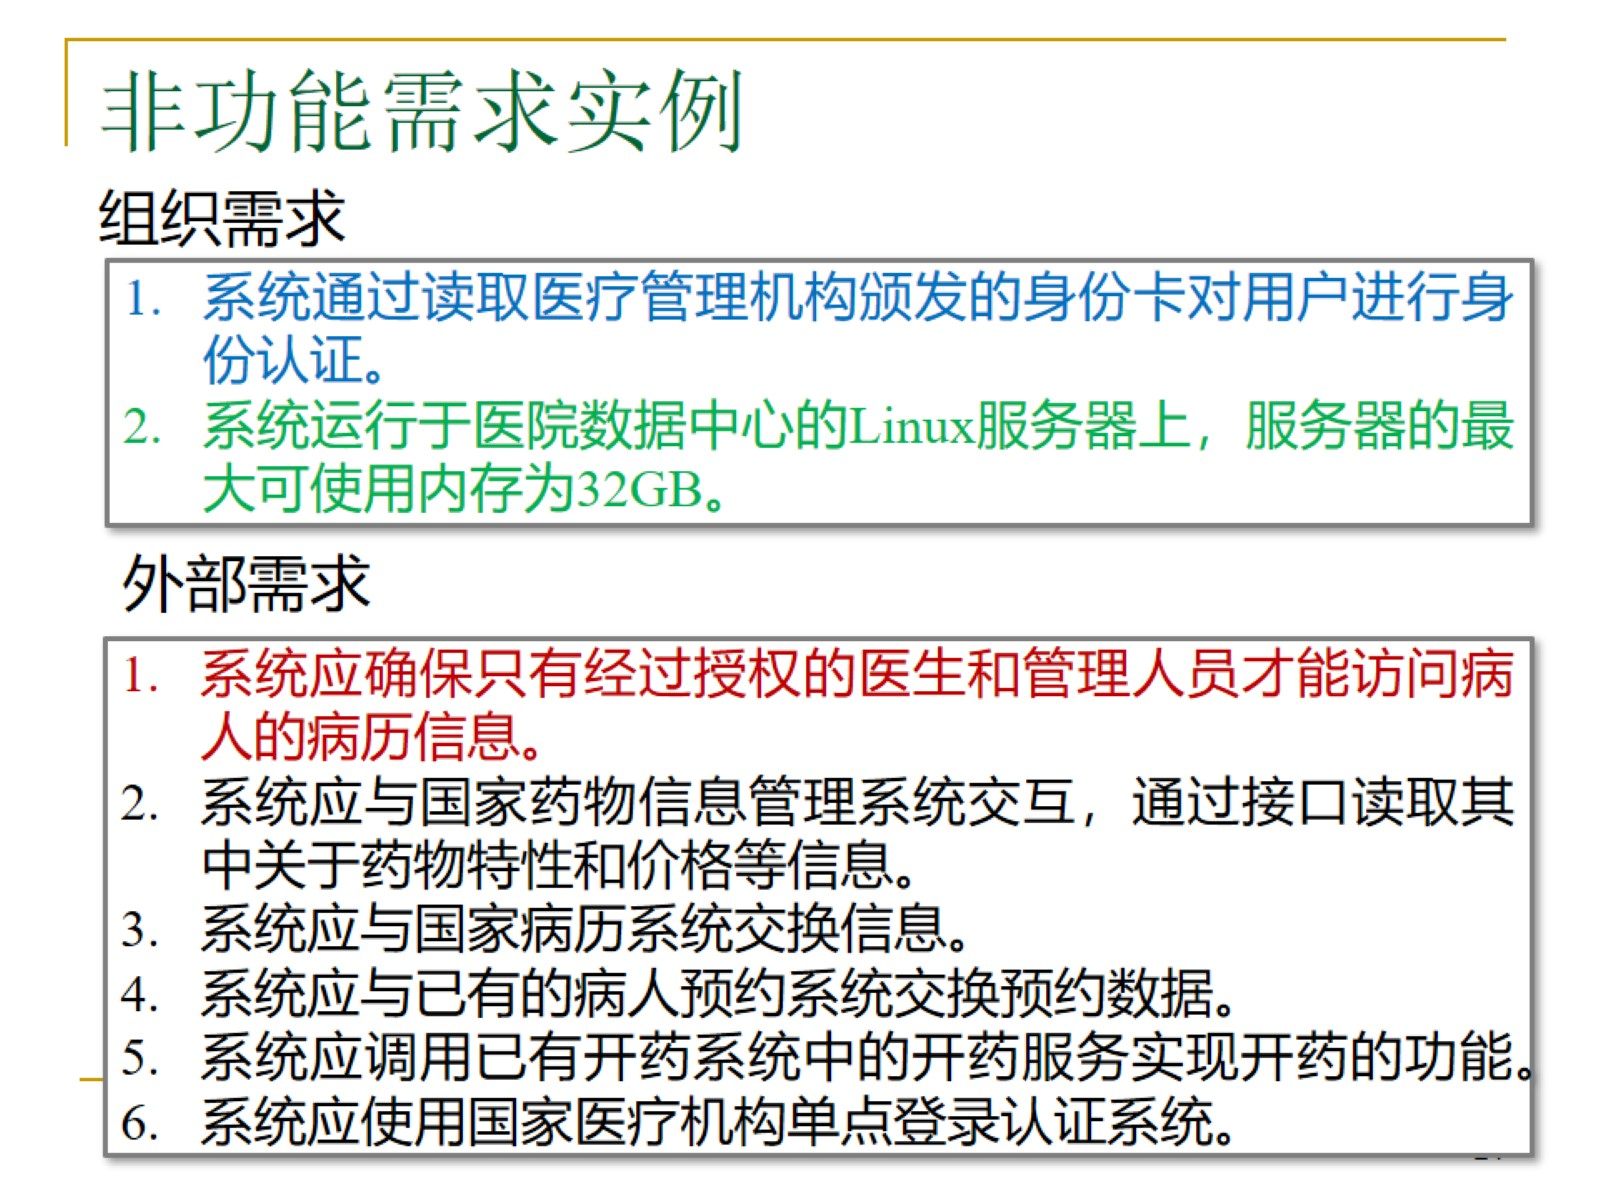 非功能需求实例
组织需求
1. 系统通过读取医疗管理机构颁发的身份卡对用户进行身
份认证。
2. 系统运行于医院数据中心的Linux服务器上，服务器的最
大可使用内存为32GB。
外部需求
1. 系统应确保只有经过授权的医生和管理人员才能访问病
人的病历信息。
2. 系统应与国家药物信息管理系统交互，通过接口读取其
中关于药物特性和价格等信息。
3. 系统应与国家病历系统交换信息。
4. 系统应与已有的病人预约系统交换预约数据。
5. 系统应调用已有开药系统中的开药服务实现开药的功能。
6. 系统应使用国家医疗机构单点登录认证系统。